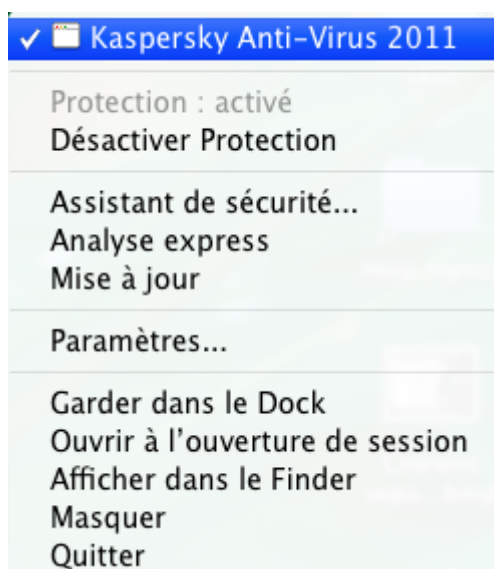 ✓ Kaspersky Anti-Virus 2011
Protection : activé
Désactiver Protection
Assistant de sécurité...
Analyse express
Mise à jour
Paramètres...
Garder dans le Dock
Ouvrir à l'ouverture de session
Afficher dans le Finder
Masquer
Quitter